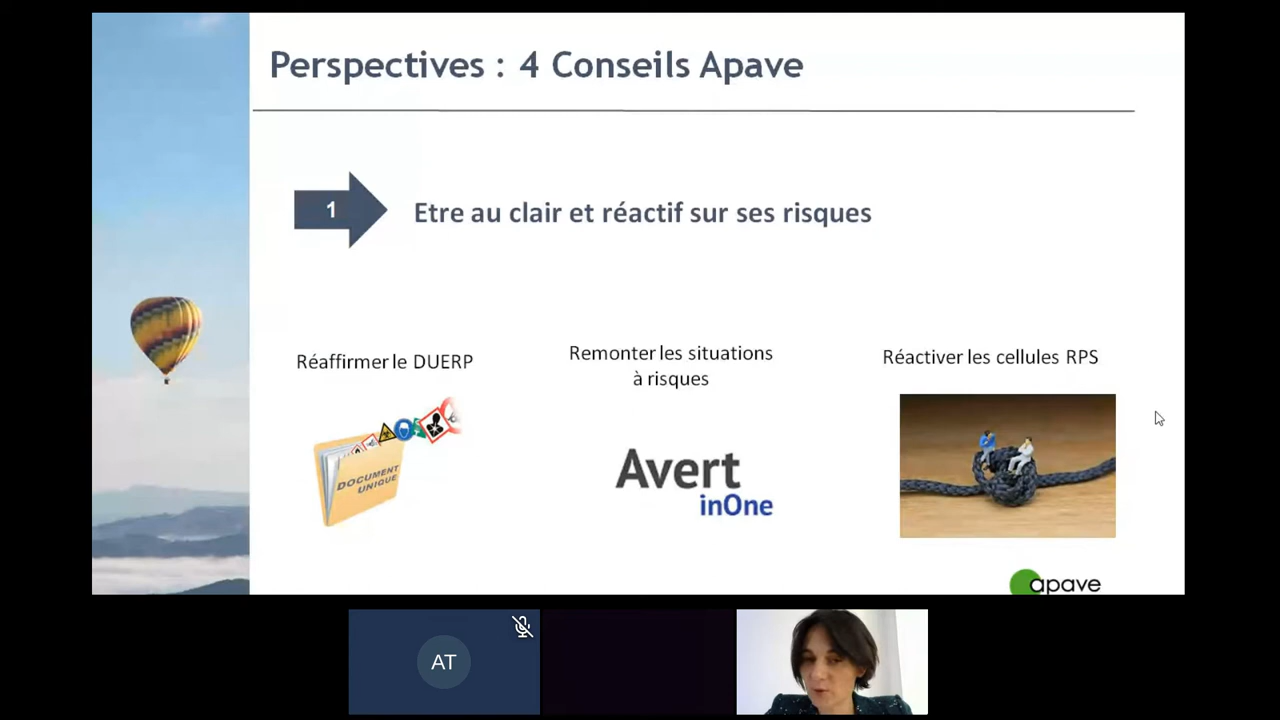 Perspectives : 4 Conseils Apave
1
Etre au clair et réactif sur ses risques
Réaffirmer le DUERP
Remonter les situations
à risques
Réactiver les cellules RPS
DOCUMENT
UNIQUE
Avert
inOne
apave
AT